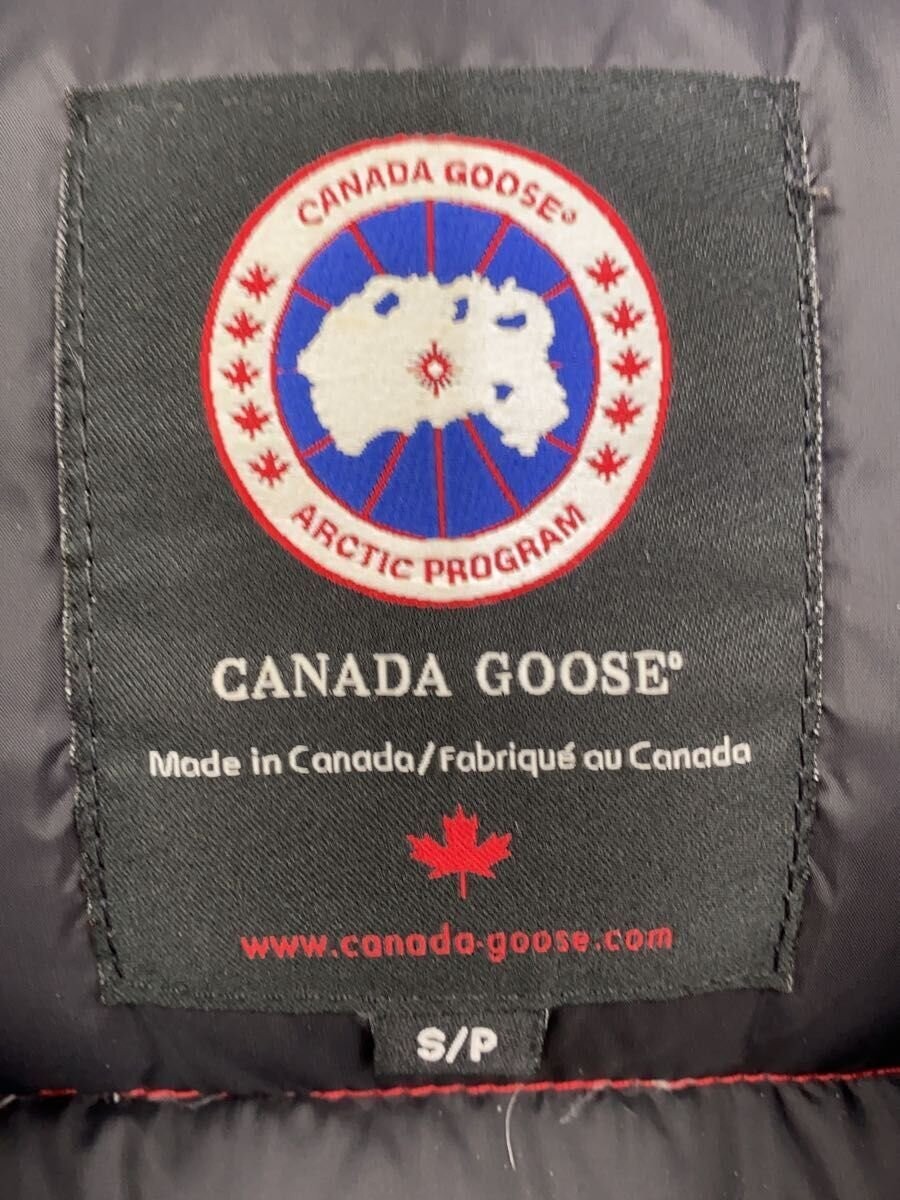 CANADA GOOSE®
ARCTIC PROGRAM
CANADA GOOSE®
Made in Canada/Fabriqué au Canada
www.canada-goose.com
S/P